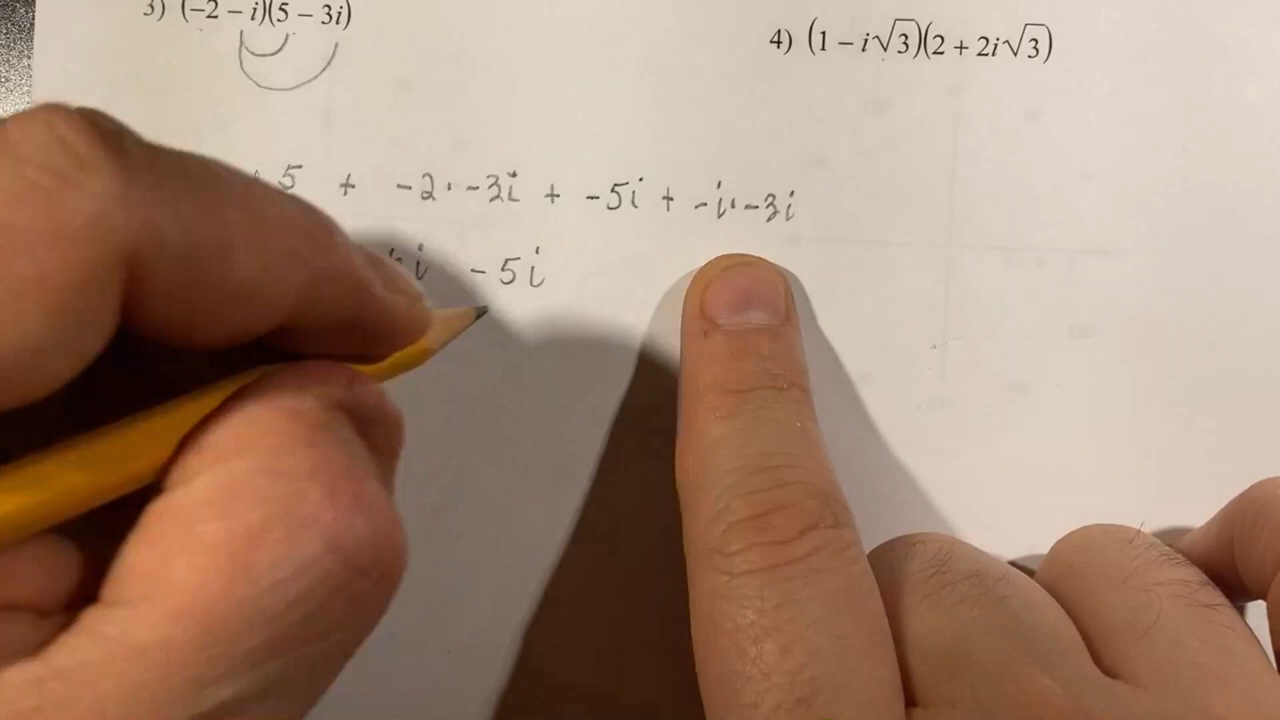 3) (−2 − i)(5 − 3i)
4) (1 − i√3)(2 + 2i√3)
5 + -2·-3i + -5i + -i·-3i
i - 5i